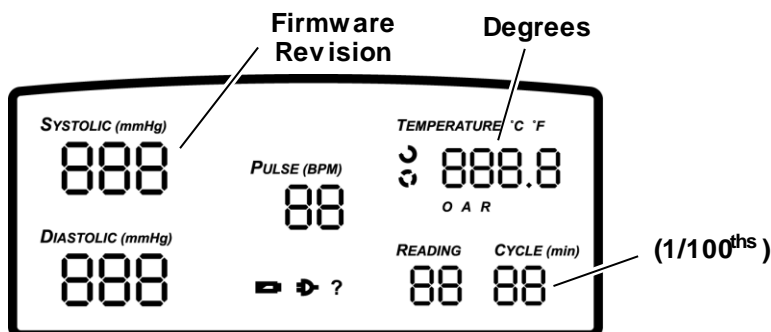 Firmware
Revision
Degrees
SYSTOLIC (mmHg)
888
TEMPERATURE °C °F
888.8
O A R
PULSE (BPM)
88
DIASTOLIC (mmHg)
888
?
READING CYCLE (min)
88 88
(1/100ths)